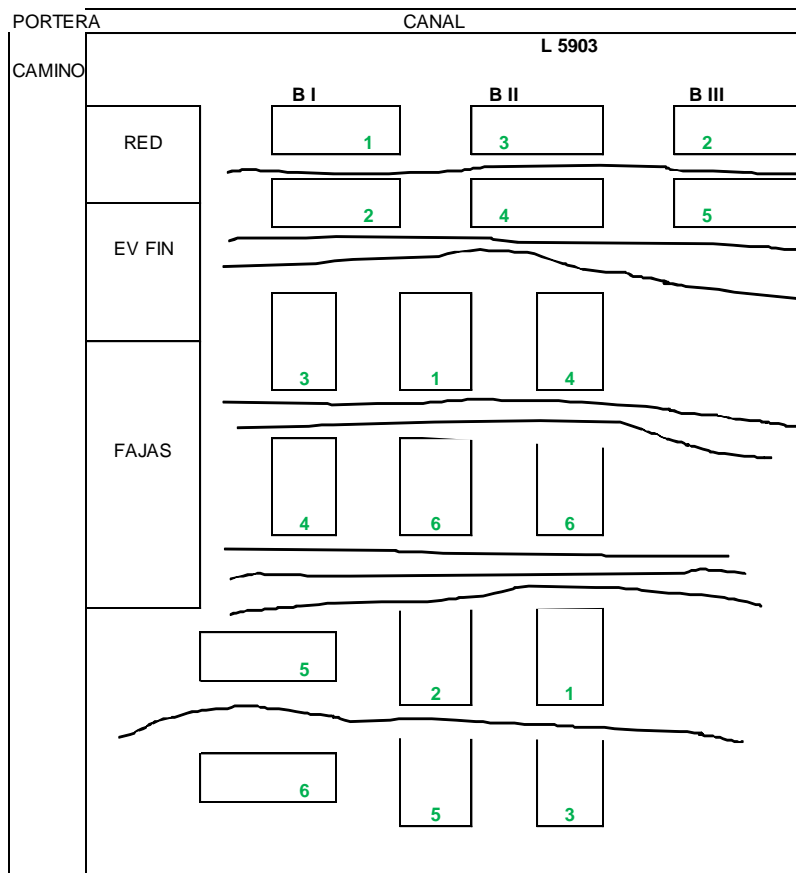 PORTERA CANAL
L 5903
CAMINO
B I B II B III
RED 1 3 2
2 4 5
EV FIN
3 1 4
FAJAS
4 6 6
5
2 1
6
5 3